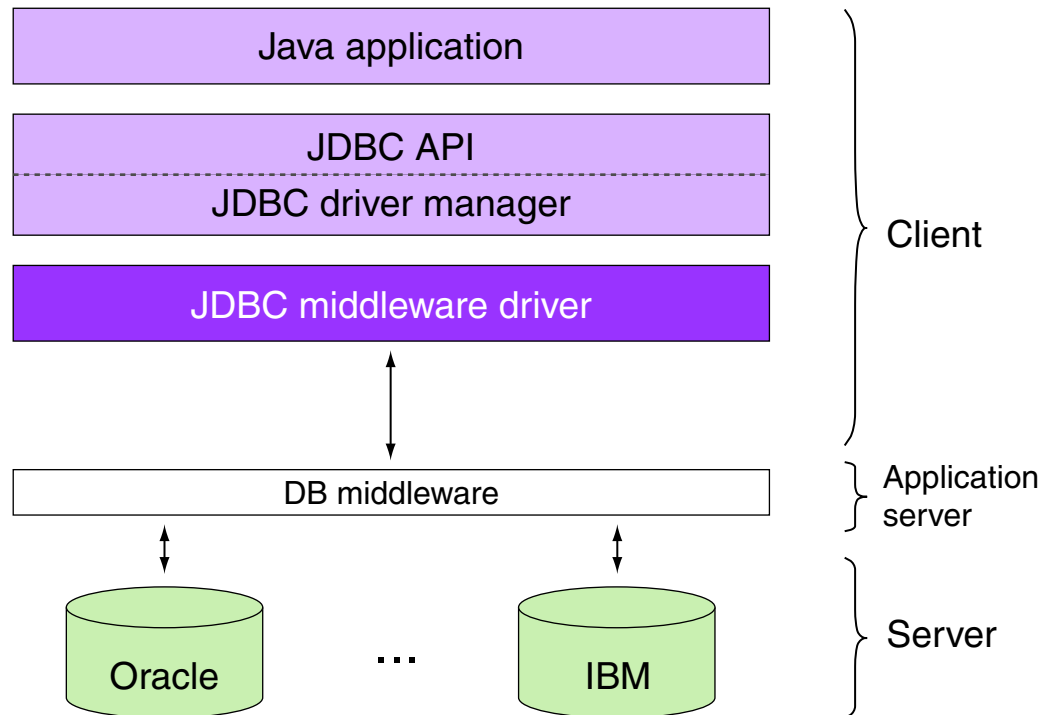 Java application
JDBC API
JDBC driver manager
JDBC middleware driver
Client
DB middleware
Application
server
Oracle
...
IBM
Server